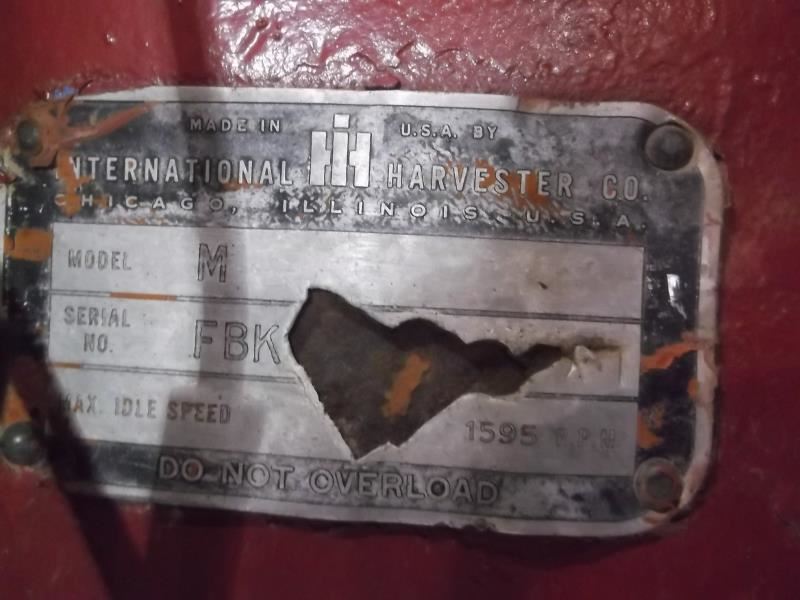 MADE IN IH U.S.A. BY
INTERNATIONAL HARVESTER CO.
CHICAGO, ILLINOIS, U.S.A.
MODEL M
SERIAL NO. FBK
MAX. IDLE SPEED 1595 R.P.M
DO NOT OVERLOAD